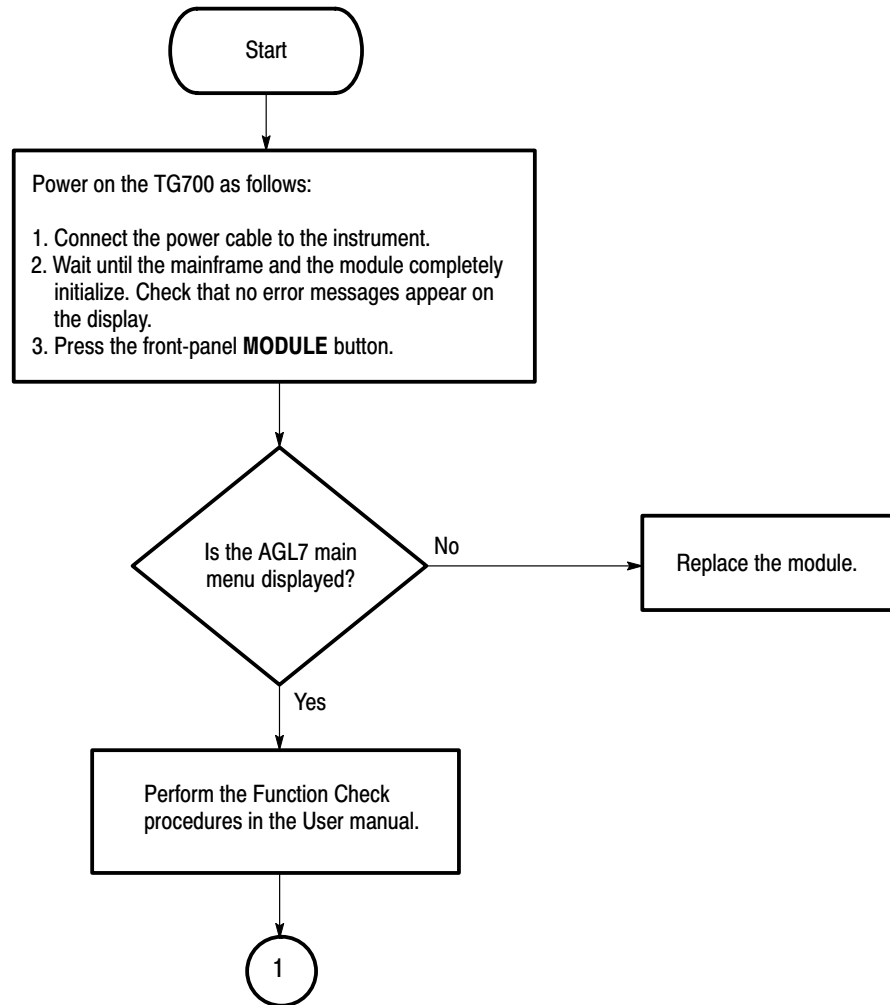 Start
Power on the TG700 as follows:
1. Connect the power cable to the instrument.
2. Wait until the mainframe and the module completely
initialize. Check that no error messages appear on
the display.
3. Press the front-panel MODULE button.
Is the AGL7 main
menu displayed?
No
Replace the module.
Yes
Perform the Function Check
procedures in the User manual.
1